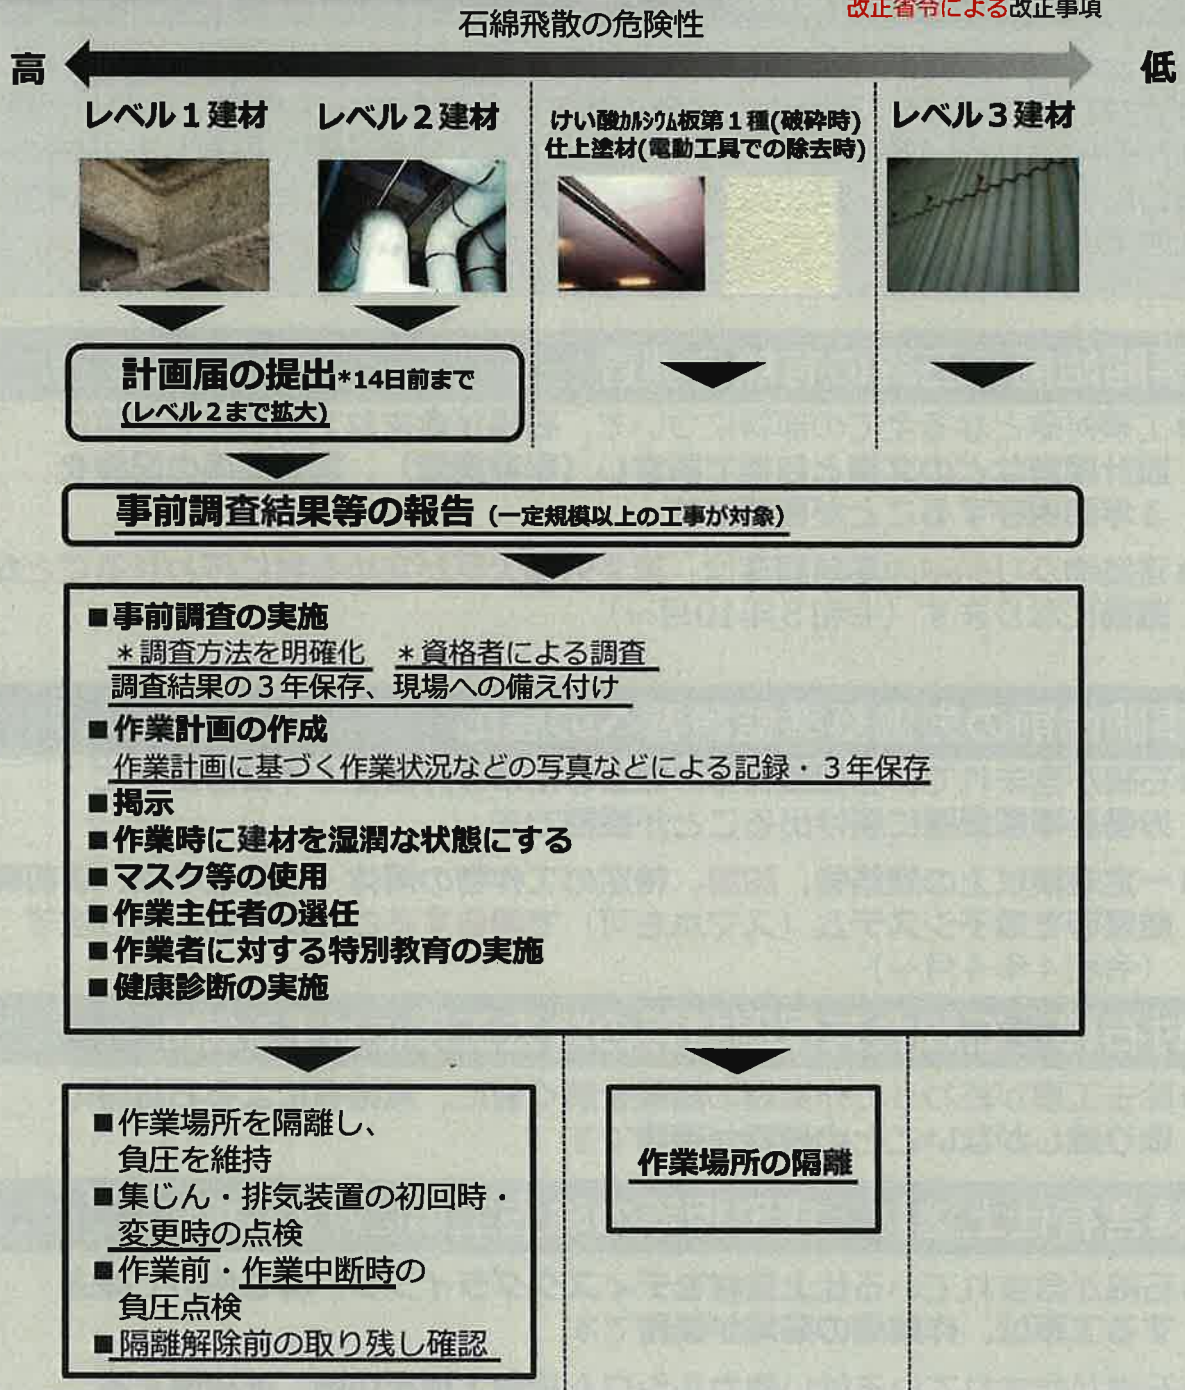 改正省令による改正事項
石綿飛散の危険性
高
低
レベル1建材
レベル2建材
けい酸カルシウム板第1種(破砕時)
仕上塗材(電動工具での除去時)
レベル3建材
計画届の提出*14日前まで
(レベル2まで拡大)
事前調査結果等の報告(一定規模以上の工事が対象)
■事前調査の実施
*調査方法を明確化 *資格者による調査
調査結果の3年保存、現場への備え付け
■作業計画の作成
作業計画に基づく作業状況などの写真などによる記録・3年保存
■掲示
■作業時に建材を湿潤な状態にする
■マスク等の使用
■作業主任者の選任
■作業者に対する特別教育の実施
■健康診断の実施
■作業場所を隔離し、
負圧を維持
■集じん・排気装置の初回時・
変更時の点検
■作業前・作業中断時の
負圧点検
■隔離解除前の取り残し確認
作業場所の隔離